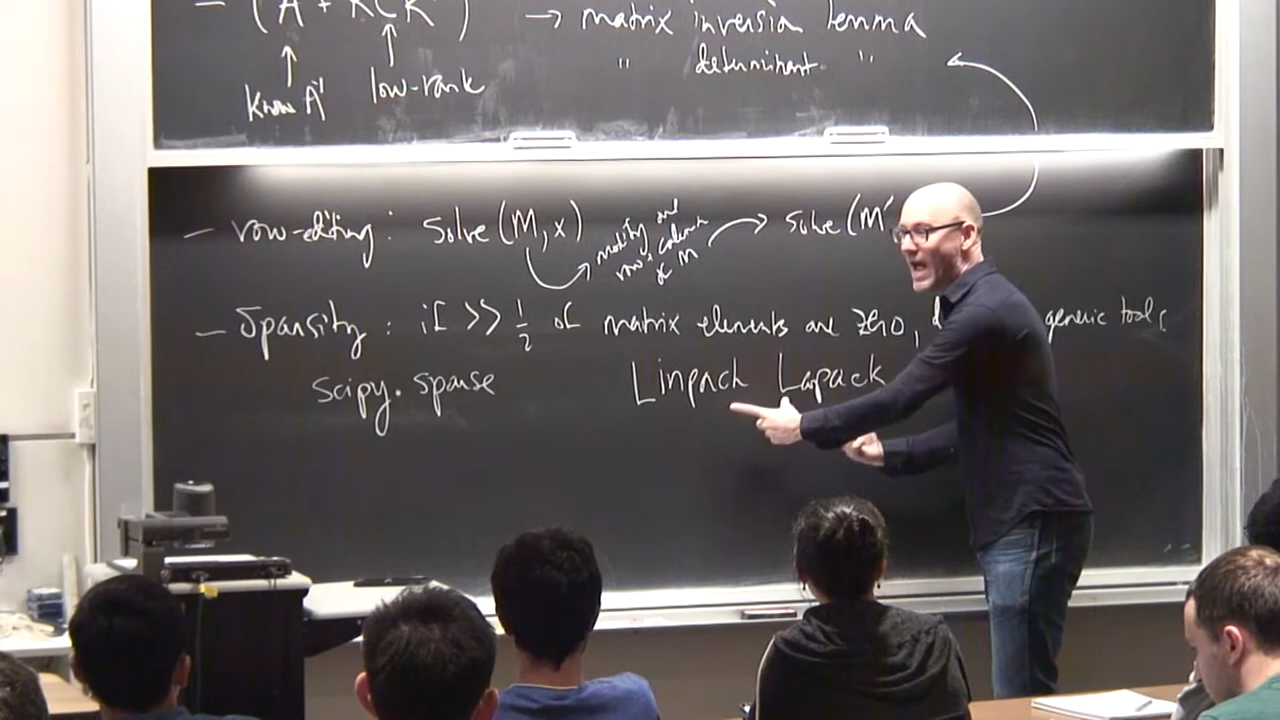 – (A + RCR ) → matrix inversion lemma
" determinant "
know A⁻¹ low-rank
– row-editing: solve(M,x) modify one row + column of M → solve(M'
– Sparsity: if >> 1/2 of matrix elements are zero, generic tools
scipy.sparse Linpack Lapack